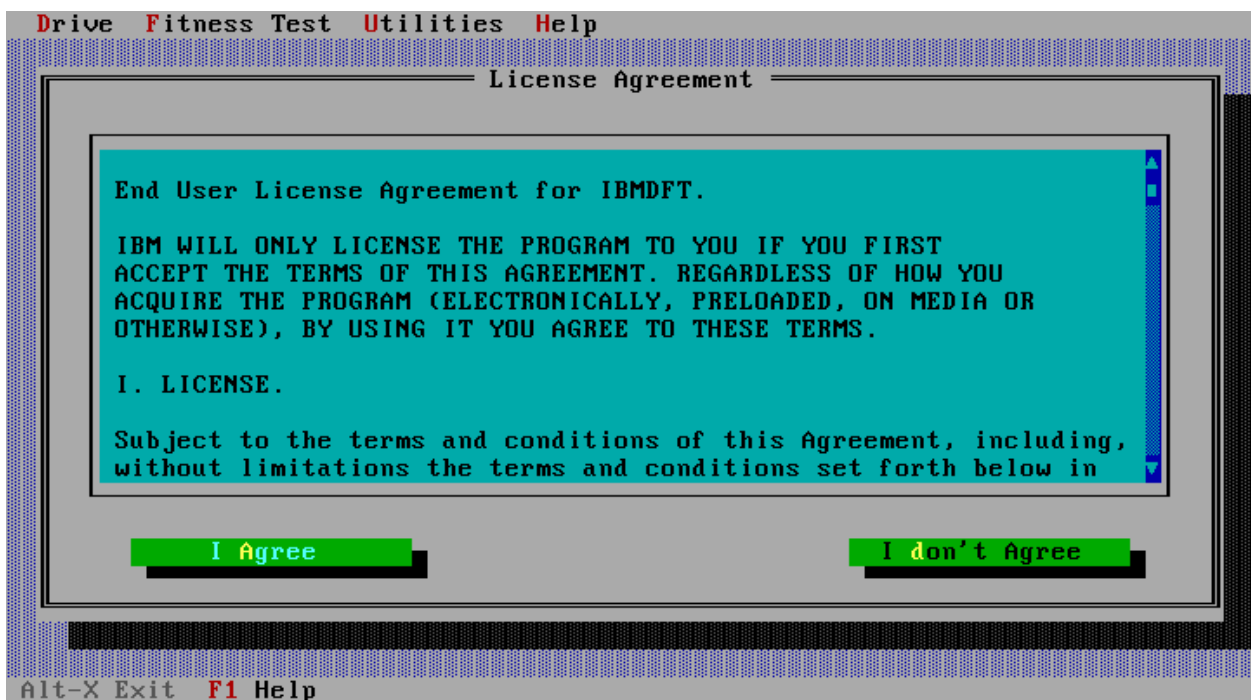 Drive Fitness Test Utilities Help
License Agreement
End User License Agreement for IBMDFT.
IBM WILL ONLY LICENSE THE PROGRAM TO YOU IF YOU FIRST
ACCEPT THE TERMS OF THIS AGREEMENT. REGARDLESS OF HOW YOU
ACQUIRE THE PROGRAM (ELECTRONICALLY, PRELOADED, ON MEDIA OR
OTHERWISE), BY USING IT YOU AGREE TO THESE TERMS.
I. LICENSE.
Subject to the terms and conditions of this Agreement, including,
without limitations the terms and conditions set forth below in
I Agree I don't Agree
Alt-X Exit F1 Help